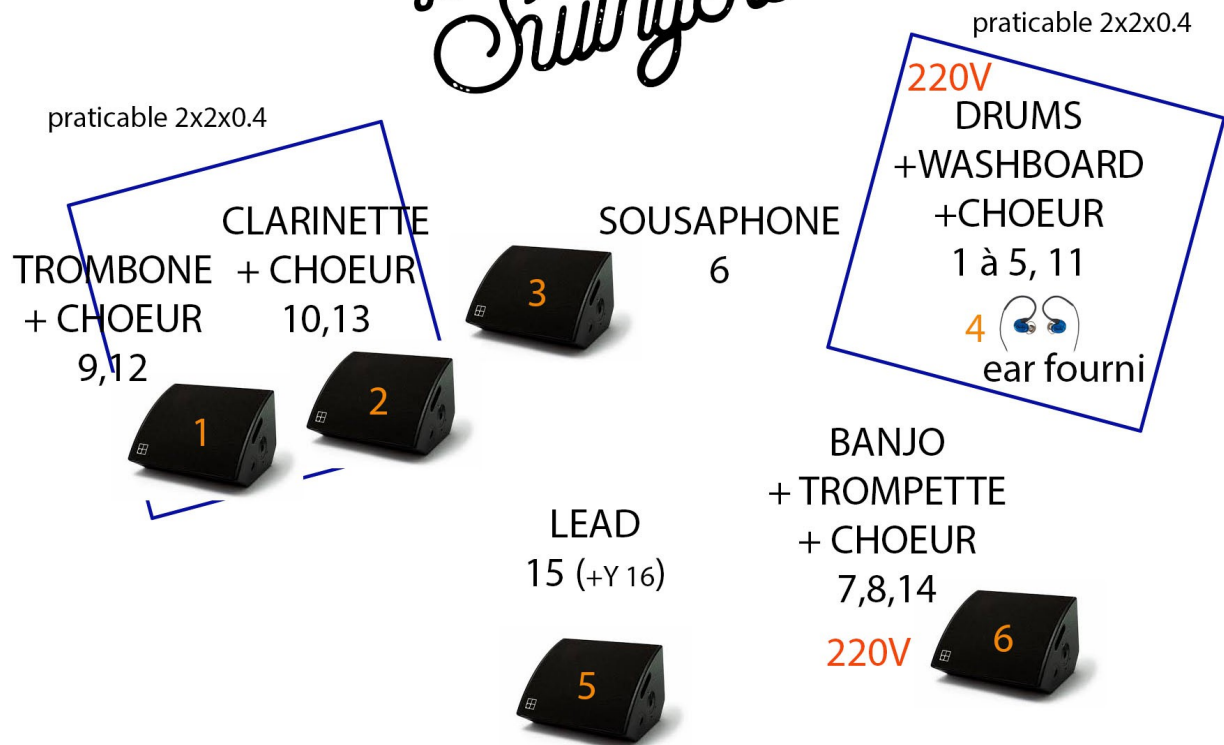 praticable 2x2x0.4
220V
DRUMS
+WASHBOARD
+CHOEUR
1 à 5, 11
4
ear fourni
praticable 2x2x0.4
CLARINETTE
+ CHOEUR
10,13
TROMBONE
+ CHOEUR
9,12
SOUSAPHONE
6
3
2
1
BANJO
+ TROMPETTE
+ CHOEUR
7,8,14
220V
6
LEAD
15 (+Y 16)
5